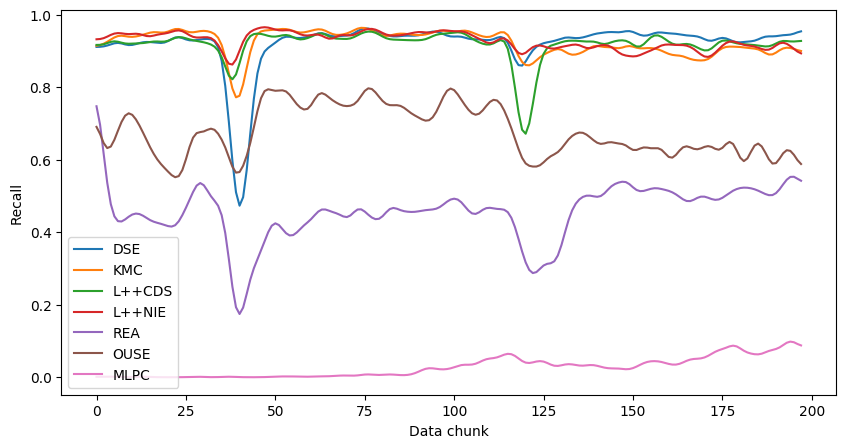 1.0
0.8
0.6
0.4
0.2
0.0
Recall
DSE
KMC
L++CDS
L++NIE
REA
OUSE
MLPC
0 25 50 75 100 125 150 175 200
Data chunk